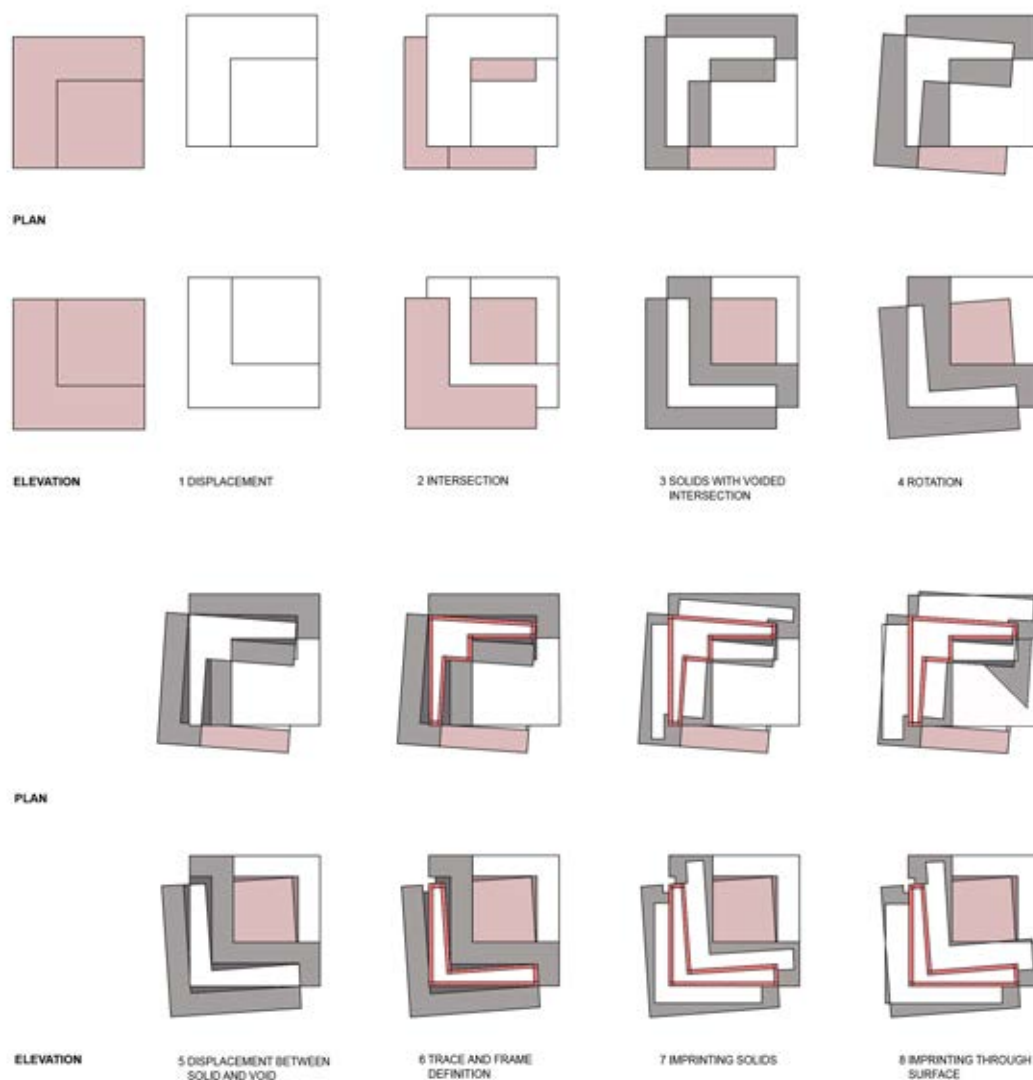 PLAN
ELEVATION
1 DISPLACEMENT
2 INTERSECTION
3 SOLIDS WITH VOIDED
INTERSECTION
4 ROTATION
PLAN
ELEVATION
5 DISPLACEMENT BETWEEN
SOLID AND VOID
6 TRACE AND FRAME
DEFINITION
7 IMPRINTING SOLIDS
8 IMPRINTING THROUGH
SURFACE